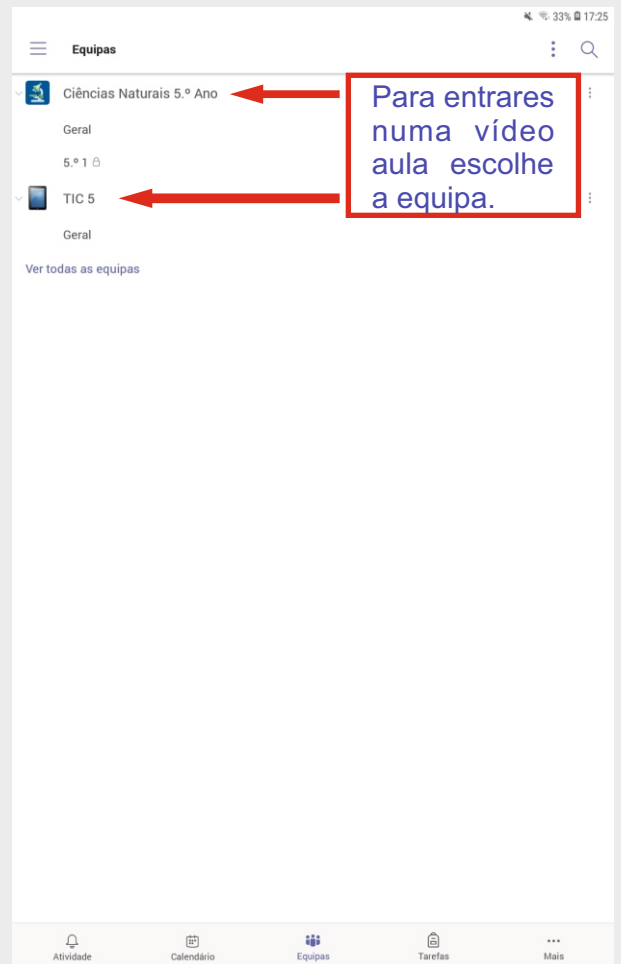 33% 17:25
Equipas
Ciências Naturais 5.º Ano
Para entrares
numa vídeo
aula escolhe
a equipa.
Geral
5.º 1
TIC 5
Geral
Ver todas as equipas
Atividade Calendário Equipas Tarefas Mais